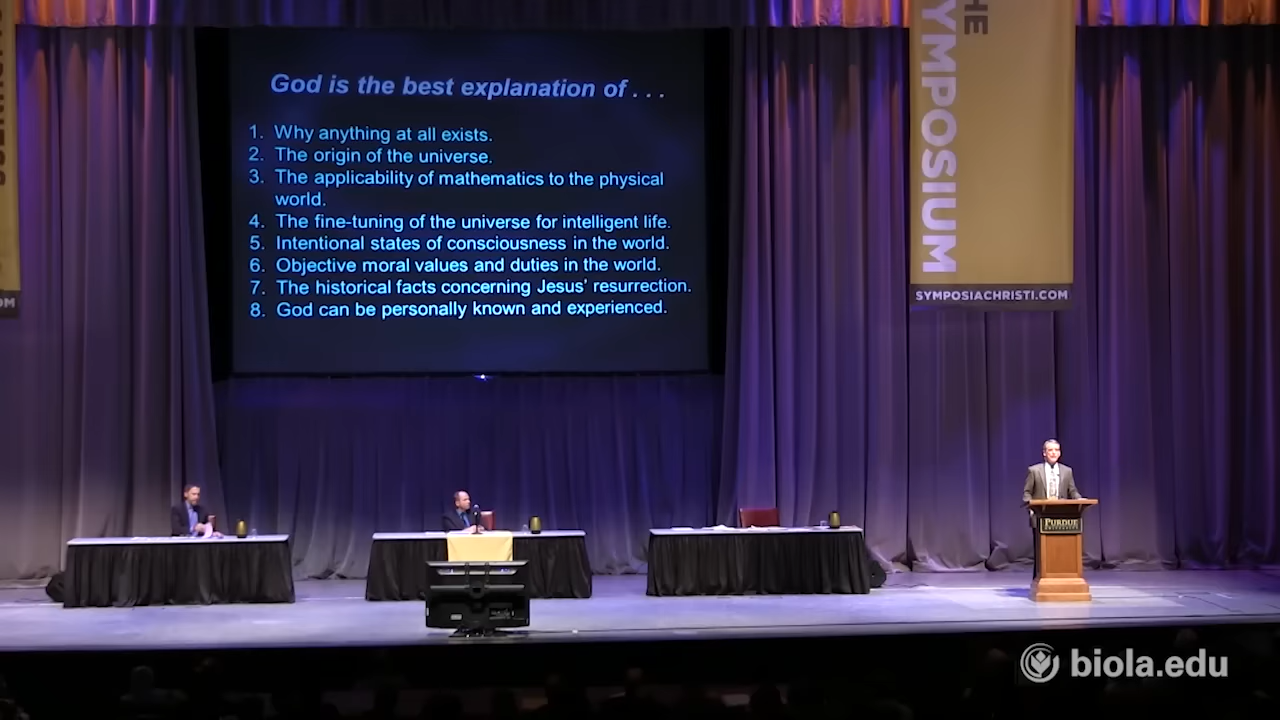 God is the best explanation of . . .
1. Why anything at all exists.
2. The origin of the universe.
3. The applicability of mathematics to the physical
world.
4. The fine-tuning of the universe for intelligent life.
5. Intentional states of consciousness in the world.
6. Objective moral values and duties in the world.
7. The historical facts concerning Jesus' resurrection.
8. God can be personally known and experienced.
THE
SYMPOSIUM
SYMPOSIACHRISTI.COM
OM
PURDUE
biola.edu